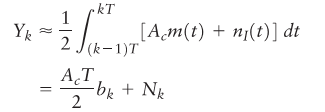 Y_k ≈ \frac{1}{2} \int_{(k-1)T}^{kT} [A_c m(t) + n_I(t)] dt
= \frac{A_c T}{2} b_k + N_k